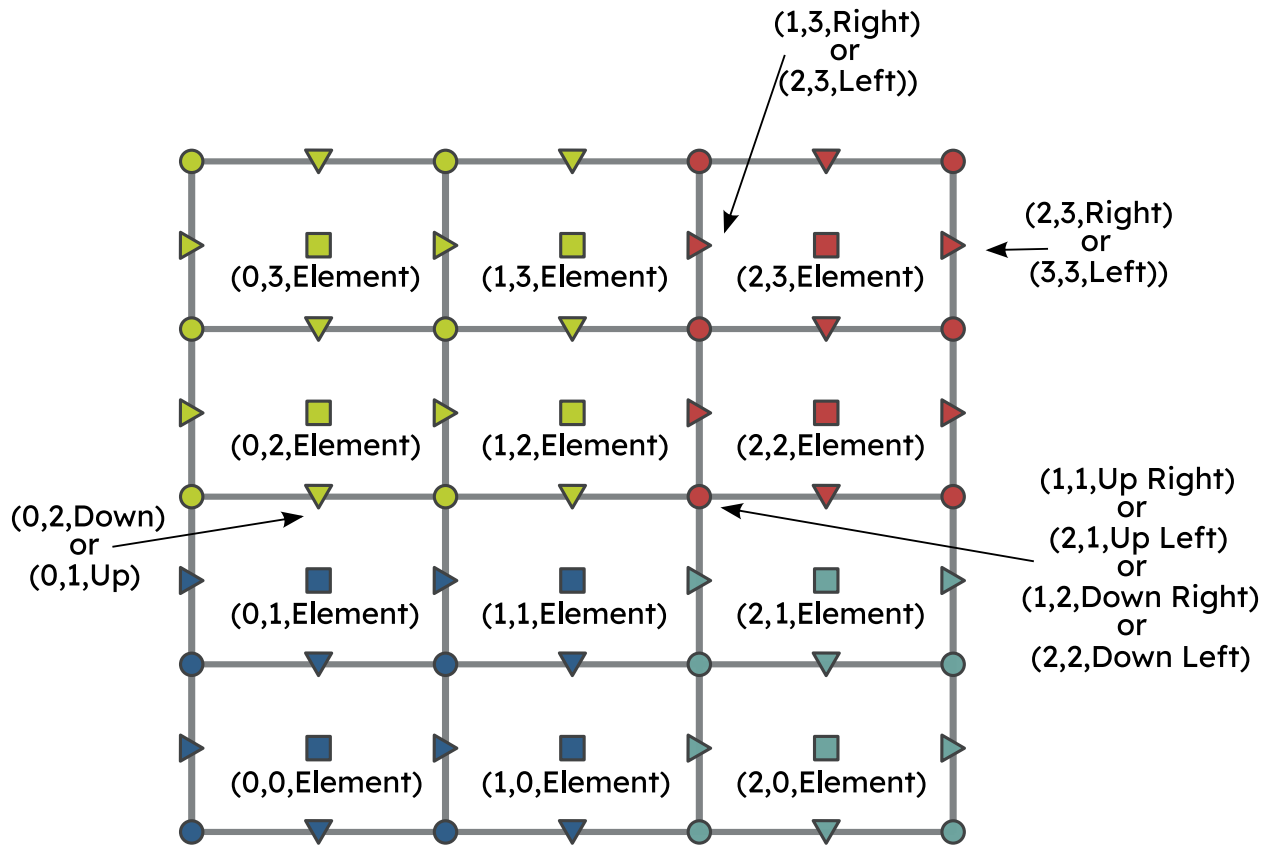 (1,3,Right)
or
(2,3,Left))
(2,3,Right)
or
(3,3,Left))
(0,3,Element)
(1,3,Element)
(2,3,Element)
(0,2,Element)
(1,2,Element)
(2,2,Element)
(0,2,Down)
or
(0,1,Up)
(1,1,Up Right)
or
(2,1,Up Left)
or
(1,2,Down Right)
or
(2,2,Down Left)
(0,1,Element)
(1,1,Element)
(2,1,Element)
(0,0,Element)
(1,0,Element)
(2,0,Element)